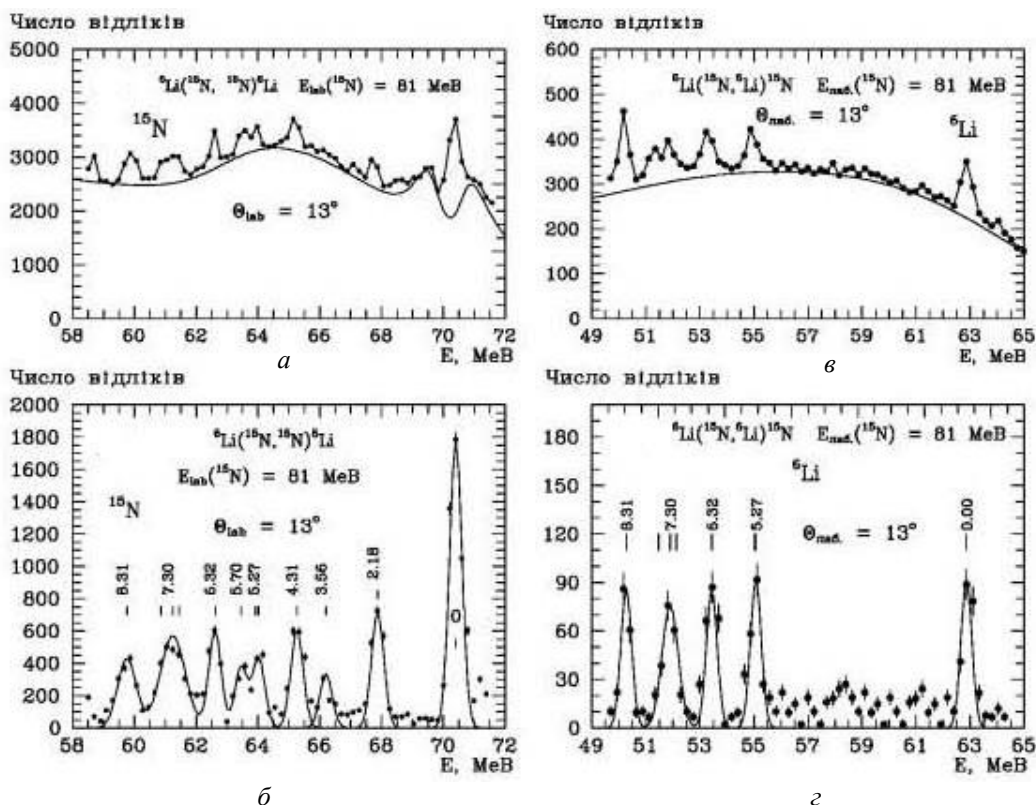 Число відліків
5000
4000
3000
2000
1000
0
⁶Li(¹⁵N, ¹⁵N)⁶Li E_lab(¹⁵N) = 81 MeB
¹⁵N
Θ_lab = 13°
58 60 62 64 66 68 70 72
E, MeB
а
Число відліків
600
500
400
300
200
100
0
⁶Li(¹⁵N,⁶Li)¹⁵N E_лаб.(¹⁵N) = 81 MeB
Θ_лаб. = 13°
⁶Li
49 51 53 55 57 59 61 63 65
E, MeB
в
Число відліків
2000
1800
1600
1400
1200
1000
800
600
400
200
0
⁶Li(¹⁵N,¹⁵N)⁶Li
E_lab(¹⁵N) = 81 MeB
¹⁵N
Θ_lab = 13°
8.31
7.30
6.32
5.70
5.27
4.31
3.56
2.18
0
58 60 62 64 66 68 70 72
E, MeB
б
Число відліків
180
150
120
90
60
30
0
⁶Li(¹⁵N,⁶Li)¹⁵N E_лаб.(¹⁵N) = 81 MeB
⁶Li
Θ_лаб. = 13°
8.31
7.30
6.32
5.27
0.00
49 51 53 55 57 59 61 63 65
E, MeB
г